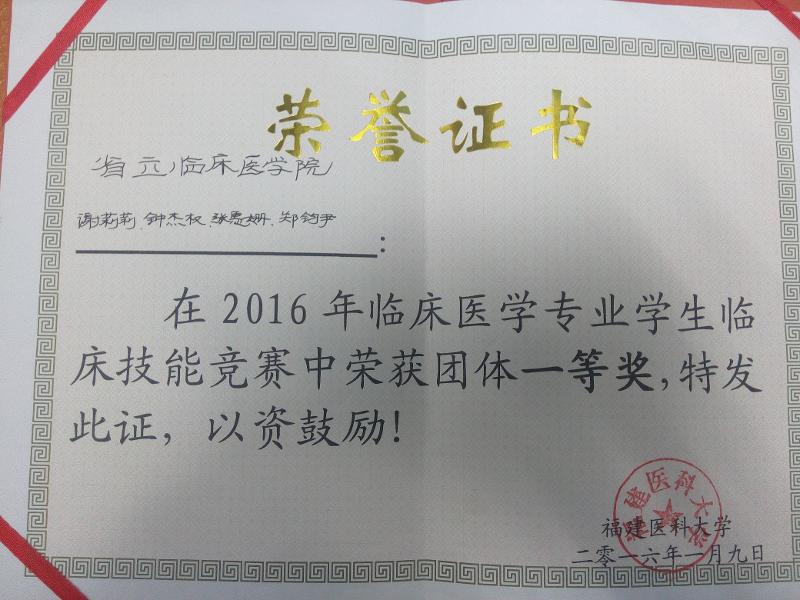 荣誉证书
省立临床医学院
谢莉莉、钟杰权、张愚姗、郑钧尹
：
在2016年临床医学专业学生临
床技能竞赛中荣获团体一等奖，特发
此证，以资鼓励！
福建医科大学
福建医科大学
二零一六年一月九日